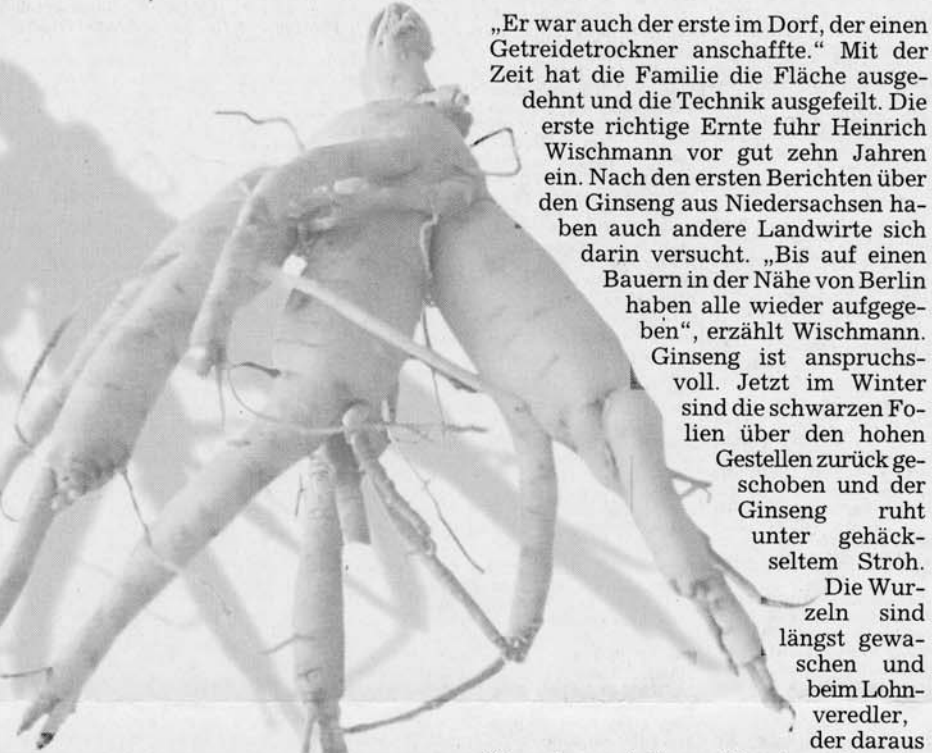 „Er war auch der erste im Dorf, der einen
Getreidetrockner anschaffte.“ Mit der
Zeit hat die Familie die Fläche ausge-
dehnt und die Technik ausgefeilt. Die
erste richtige Ernte fuhr Heinrich
Wischmann vor gut zehn Jahren
ein. Nach den ersten Berichten über
den Ginseng aus Niedersachsen ha-
ben auch andere Landwirte sich
darin versucht. „Bis auf einen
Bauern in der Nähe von Berlin
haben alle wieder aufgege-
ben“, erzählt Wischmann.
Ginseng ist anspruchs-
voll. Jetzt im Winter
sind die schwarzen Fo-
lien über den hohen
Gestellen zurück ge-
schoben und der
Ginseng ruht
unter gehäck-
seltem Stroh.
Die Wur-
zeln sind
längst gewa-
schen und
beim Lohn-
veredler,
der daraus